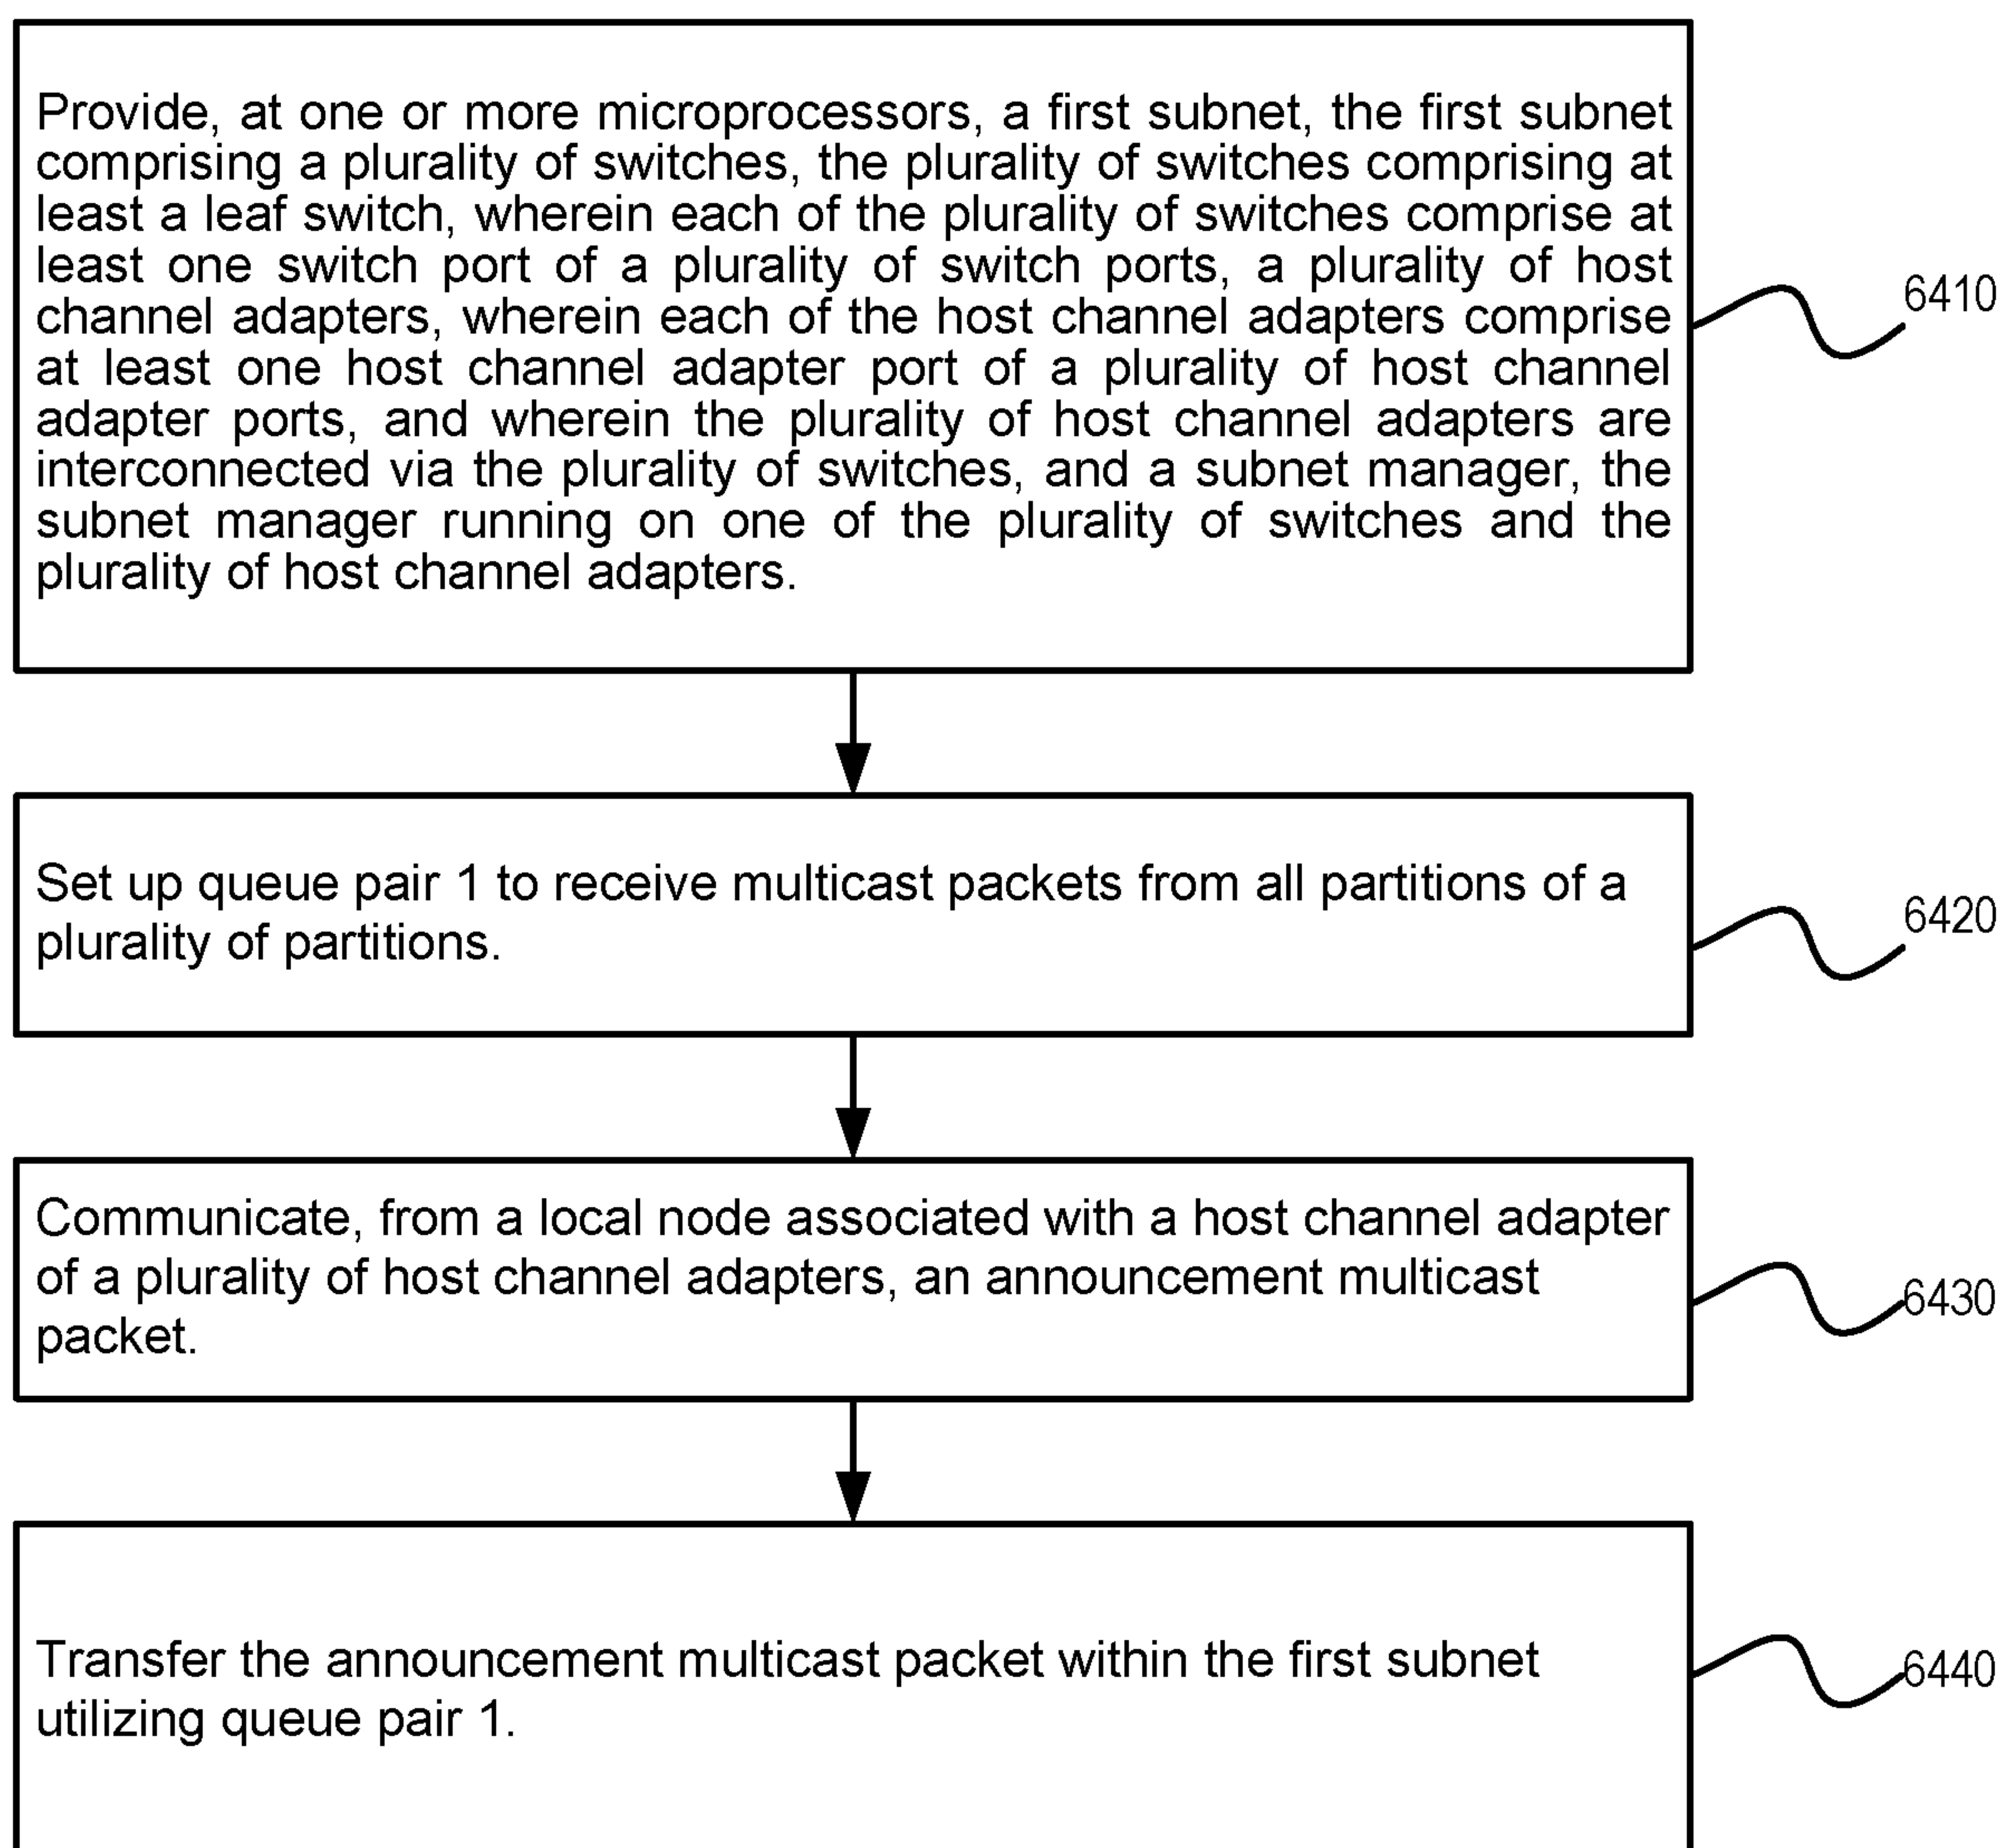 Provide, at one or more microprocessors, a first subnet, the first subnet
comprising a plurality of switches, the plurality of switches comprising at
least a leaf switch, wherein each of the plurality of switches comprise at
least one switch port of a plurality of switch ports, a plurality of host
channel adapters, wherein each of the host channel adapters comprise
at least one host channel adapter port of a plurality of host channel
adapter ports, and wherein the plurality of host channel adapters are
interconnected via the plurality of switches, and a subnet manager, the
subnet manager running on one of the plurality of switches and the
plurality of host channel adapters.
6410
Set up queue pair 1 to receive multicast packets from all partitions of a
plurality of partitions.
6420
Communicate, from a local node associated with a host channel adapter
of a plurality of host channel adapters, an announcement multicast
packet.
6430
Transfer the announcement multicast packet within the first subnet
utilizing queue pair 1.
6440